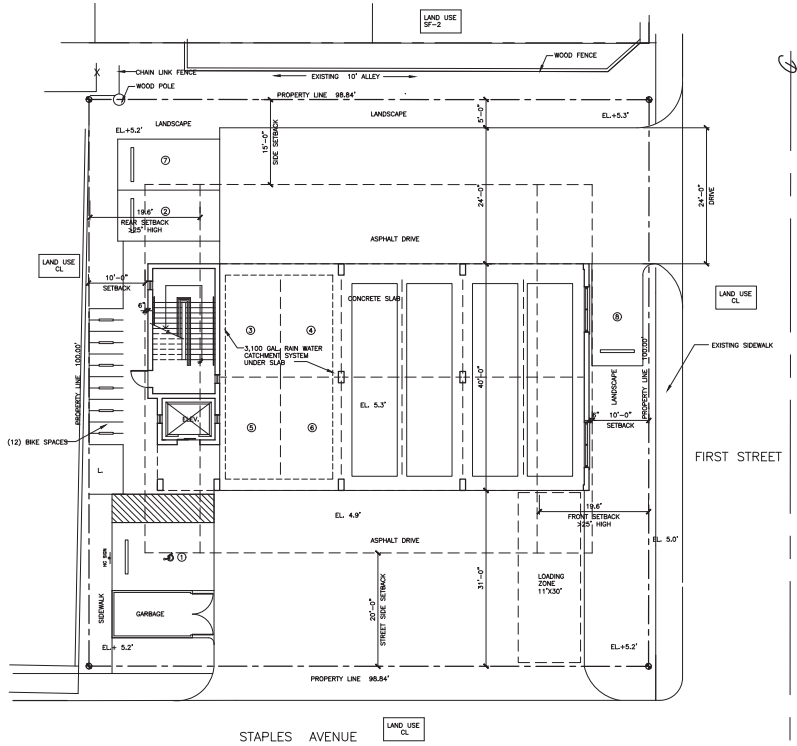 LAND USE
SF-2
WOOD FENCE
CHAIN LINK FENCE
WOOD POLE
EXISTING 10' ALLEY
PROPERTY LINE 98.84'
LANDSCAPE
LANDSCAPE
EL.+5.2'
EL.+5.3'
5'-0"
15'-0"
SIDE SETBACK
7
24'-0"
24'-0"
DRIVE
2
19.6"
REAR SETBACK
>25" HIGH
ASPHALT DRIVE
LAND USE
CL
10'-0"
SETBACK
6"
LAND USE
CL
CONCRETE SLAB
3
4
8
3,100 GAL. RAIN WATER
CATCHMENT SYSTEM
UNDER SLAB
EXISTING SIDEWALK
PROPERTY LINE 100.00'
PROPERTY LINE 100.00'
LANDSCAPE
40'-0"
EL. 5.3'
ELEV.
5
6
6"
10'-0"
SETBACK
(12) BIKE SPACES
FIRST STREET
L.
19.6"
FRONT SETBACK
>25" HIGH
EL. 4.9'
EL. 5.0'
ASPHALT DRIVE
HC SIGN
1
31'-0"
20'-0"
STREET SIDE SETBACK
LOADING
ZONE
11"X30"
SIDEWALK
GARBAGE
EL.+ 5.2'
EL.+5.2'
PROPERTY LINE 98.84'
STAPLES AVENUE
LAND USE
CL